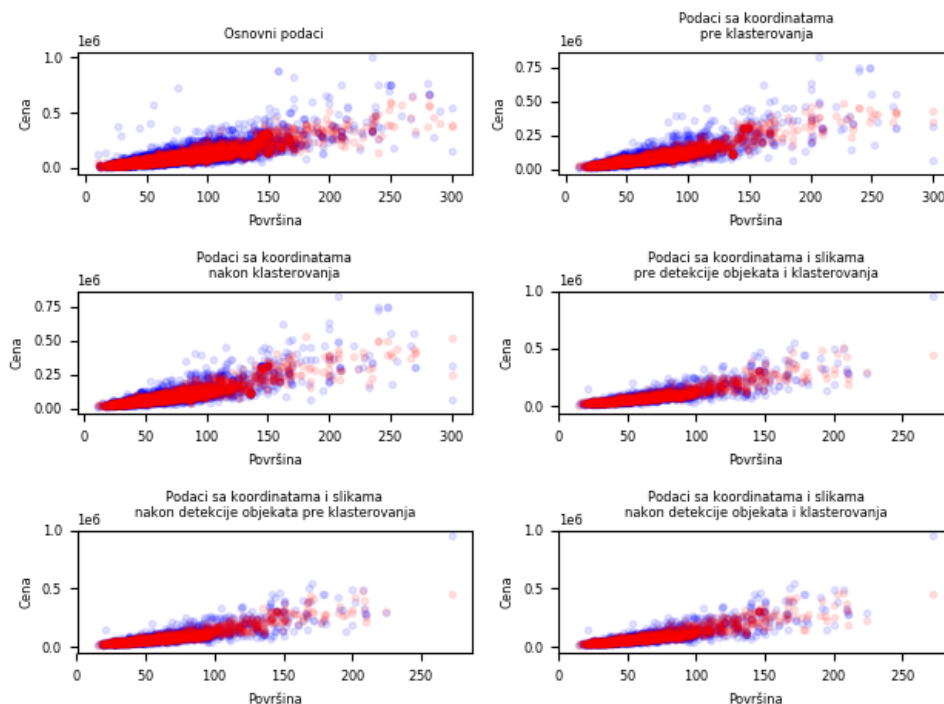 Osnovni podaci
1e6
1.0
0.5
0.0
Cena
0 50 100 150 200 250 300
Površina
Podaci sa koordinatama
pre klasterovanja
1e6
0.75
0.50
0.25
0.00
Cena
0 50 100 150 200 250 300
Površina
Podaci sa koordinatama
nakon klasterovanja
1e6
0.75
0.50
0.25
0.00
Cena
0 50 100 150 200 250 300
Površina
Podaci sa koordinatama i slikama
pre detekcije objekata i klasterovanja
1e6
1.0
0.5
0.0
Cena
0 50 100 150 200 250
Površina
Podaci sa koordinatama i slikama
nakon detekcije objekata pre klasterovanja
1e6
1.0
0.5
0.0
Cena
0 50 100 150 200 250
Površina
Podaci sa koordinatama i slikama
nakon detekcije objekata i klasterovanja
1e6
1.0
0.5
0.0
Cena
0 50 100 150 200 250
Površina